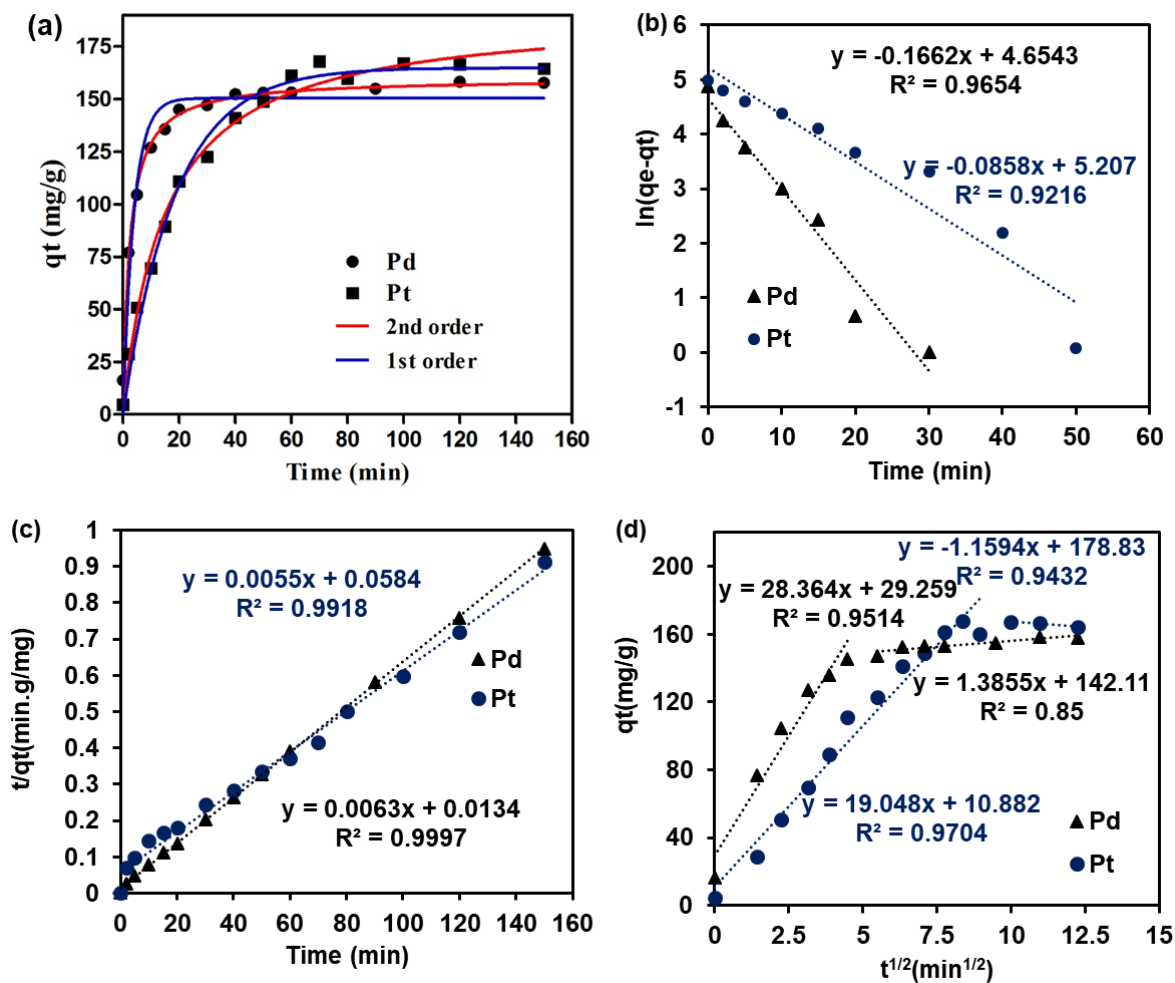 (a)
175
150
125
100
75
50
25
0
qt (mg/g)
Pd
Pt
2nd order
1st order
0 20 40 60 80 100 120 140 160
Time (min)
(b)
6
5
4
3
2
1
0
-1
ln(qe-qt)
y = -0.1662x + 4.6543
R² = 0.9654
y = -0.0858x + 5.207
R² = 0.9216
Pd
Pt
0 10 20 30 40 50 60
Time (min)
(c)
1
0.9
0.8
0.7
0.6
0.5
0.4
0.3
0.2
0.1
0
t/qt(min.g/mg)
y = 0.0055x + 0.0584
R² = 0.9918
Pd
Pt
y = 0.0063x + 0.0134
R² = 0.9997
0 20 40 60 80 100 120 140 160
Time (min)
(d)
200
160
120
80
40
0
qt(mg/g)
y = -1.1594x + 178.83
R² = 0.9432
y = 28.364x + 29.259
R² = 0.9514
y = 1.3855x + 142.11
R² = 0.85
y = 19.048x + 10.882
R² = 0.9704
Pd
Pt
0 2.5 5 7.5 10 12.5 15
t^1/2(min^1/2)